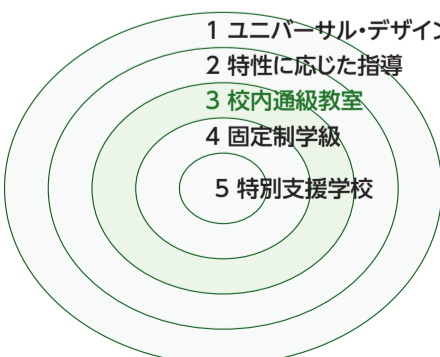 1 ユニバーサル・デザイン
2 特性に応じた指導
3 校内通級教室
4 固定制学級
5 特別支援学校